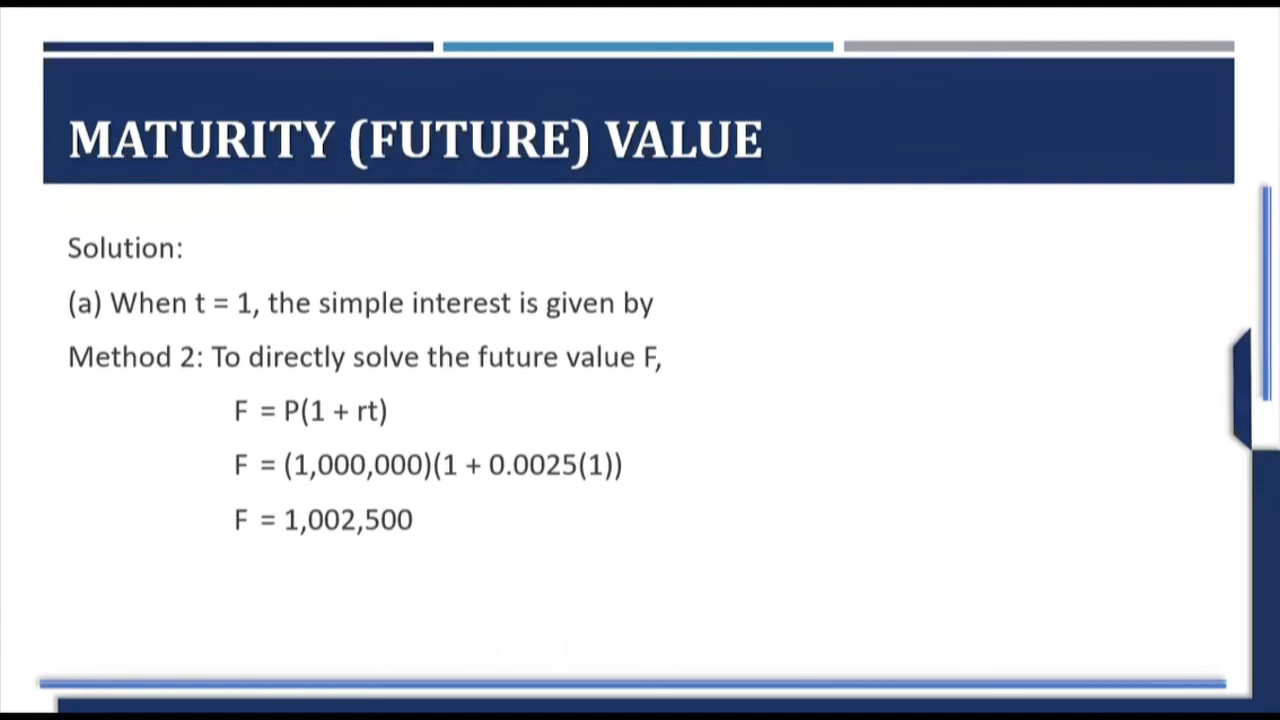 MATURITY (FUTURE) VALUE
Solution:
(a) When t = 1, the simple interest is given by
Method 2: To directly solve the future value F,
F = P(1 + rt)
F = (1,000,000)(1 + 0.0025(1))
F = 1,002,500